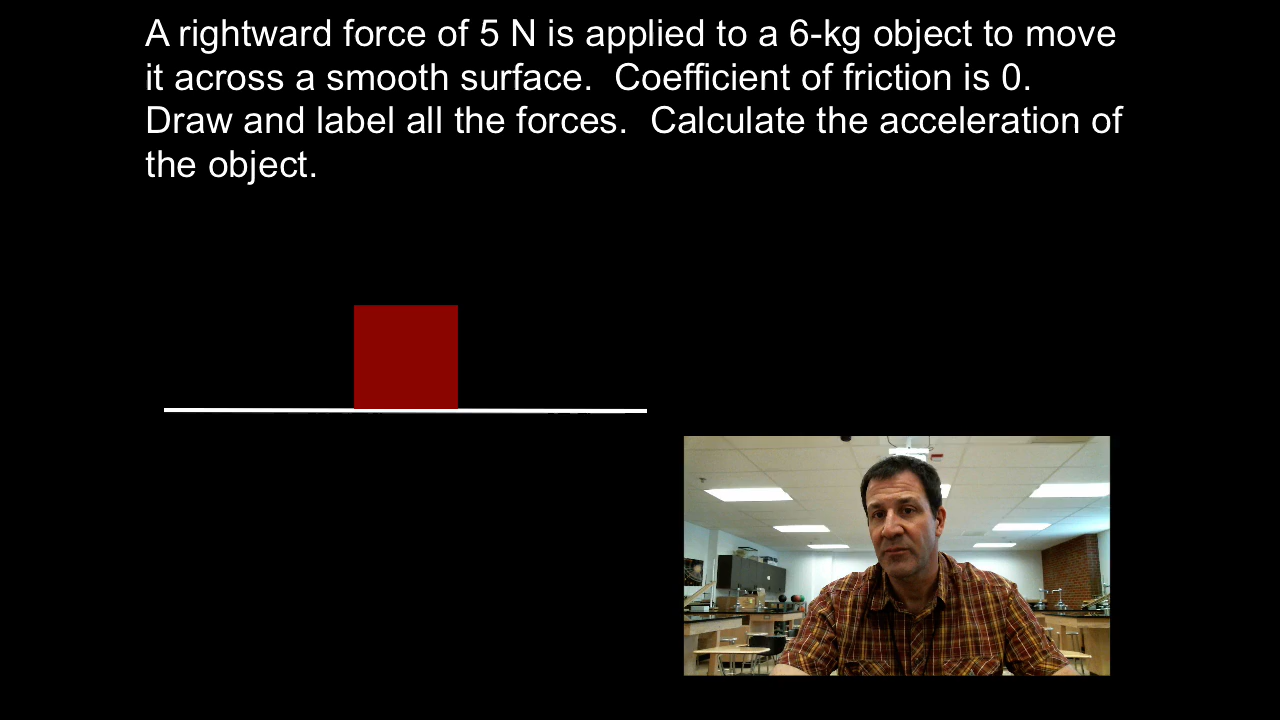 A rightward force of 5 N is applied to a 6-kg object to move
it across a smooth surface.  Coefficient of friction is 0.
Draw and label all the forces.  Calculate the acceleration of
the object.